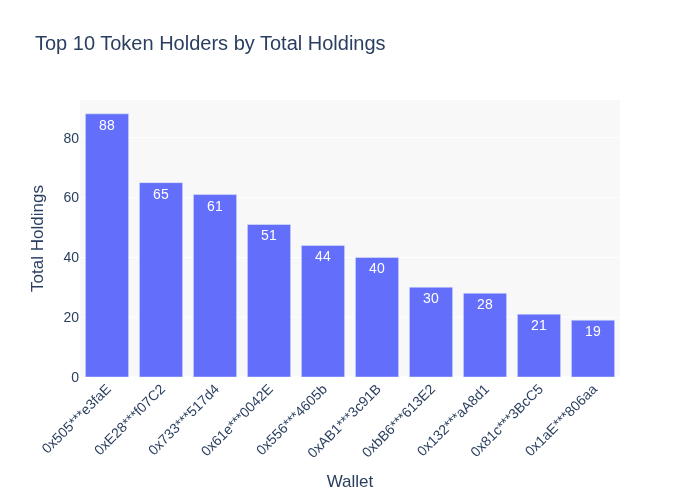 Top 10 Token Holders by Total Holdings
Total Holdings
80
60
40
20
0
88
65
61
51
44
40
30
28
21
19
0x505***e3faE
0xE28***f07C2
0x733***517d4
0x61e***0042E
0x556***4605b
0xAB1***3c91B
0xbB6***613E2
0x132***aA8d1
0x81c***3BcC5
0x1aE***806aa
Wallet